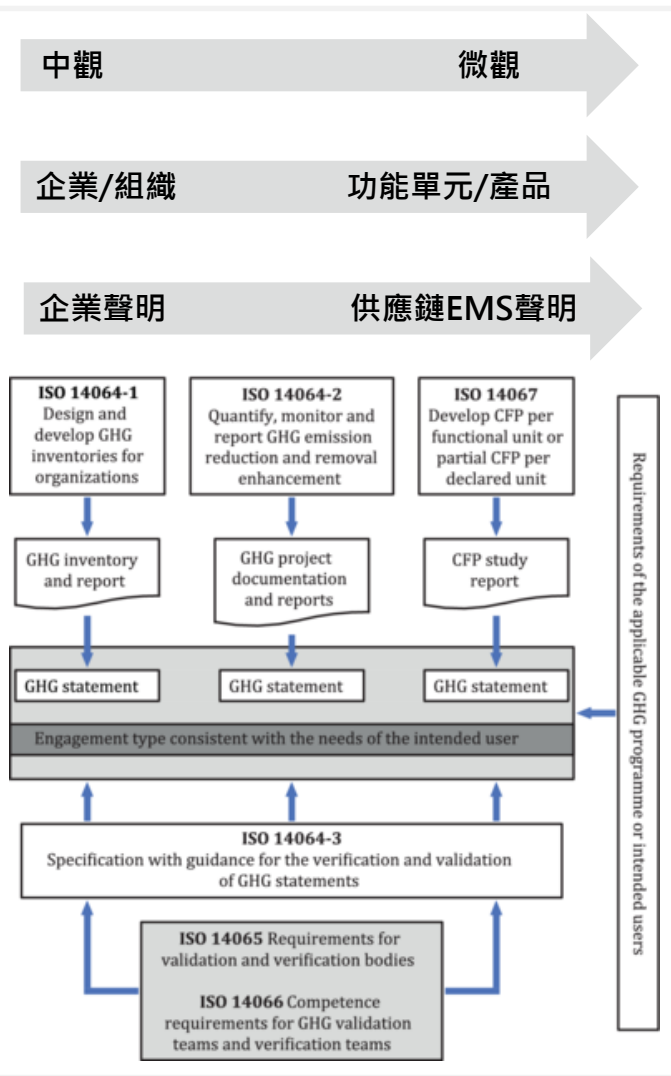 中觀 微觀
企業/組織 功能單元/產品
企業聲明 供應鏈EMS聲明
ISO 14064-1
Design and
develop GHG
inventories for
organizations
ISO 14064-2
Quantify, monitor and
report GHG emission
reduction and removal
enhancement
ISO 14067
Develop CFP per
functional unit or
partial CFP per
declared unit
GHG inventory
and report
GHG project
documentation
and reports
CFP study
report
GHG statement
GHG statement
GHG statement
Engagement type consistent with the needs of the intended user
ISO 14064-3
Specification with guidance for the verification and validation
of GHG statements
ISO 14065 Requirements for
validation and verification bodies
ISO 14066 Competence
requirements for GHG validation
teams and verification teams
Requirements of the applicable GHG programme or intended users